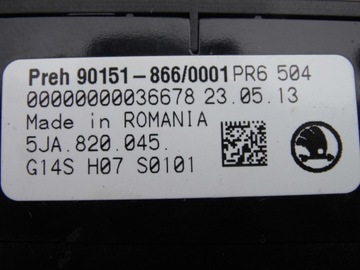 Preh 90151-866/0001 PR6 504
00000000036678 23.05.13
Made in ROMANIA
5JA.820.045.
G14S H07 S0101